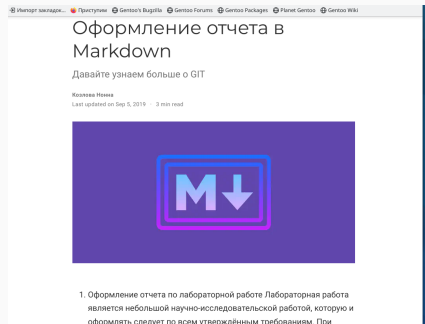 Импорт закладок... Приступим Gentoo's Bugzilla Gentoo Forums Gentoo Packages Planet Gentoo Gentoo Wiki
Оформление отчета в
Markdown
Давайте узнаем больше о GIT
Козлова Нонна
Last updated on Sep 5, 2019 · 3 min read
M
1. Оформление отчета по лабораторной работе Лабораторная работа
является небольшой научно-исследовательской работой, которую и
оформлять следует по всем утверждённым требованиям. При